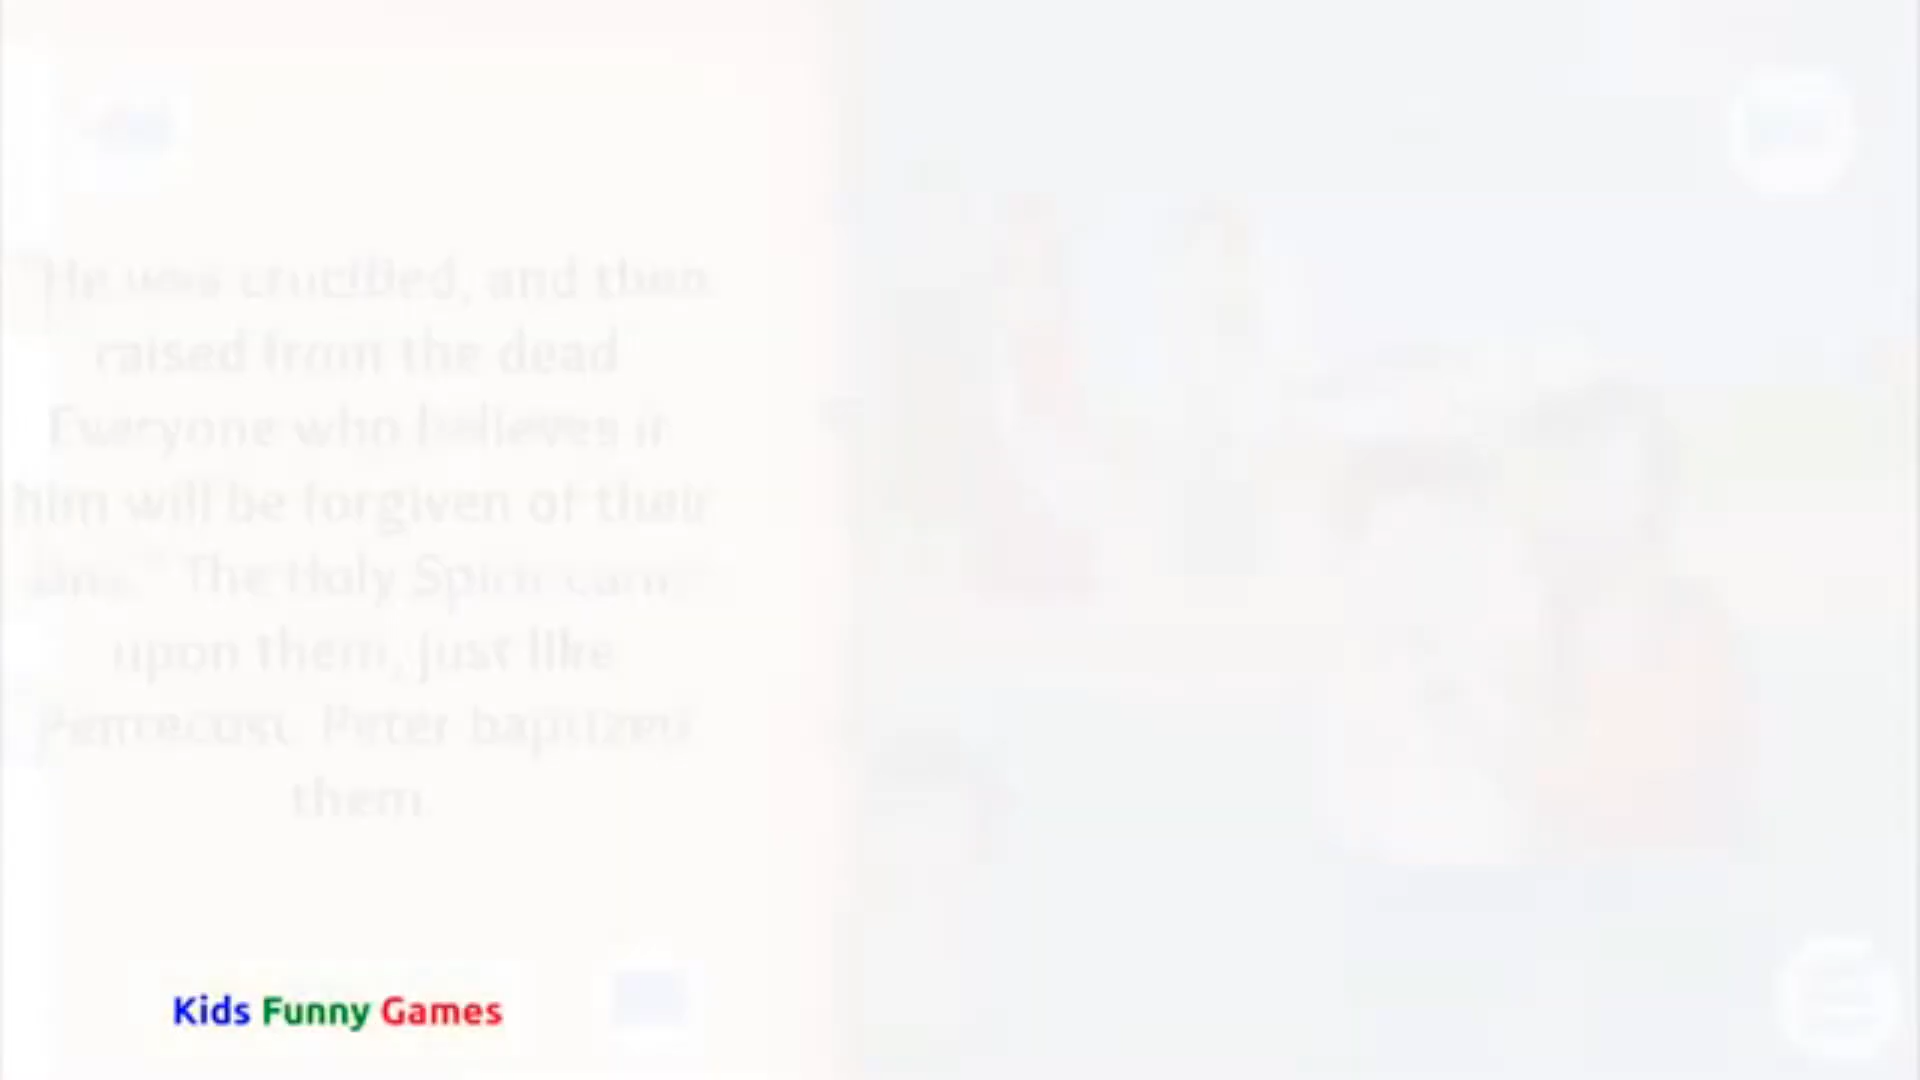 "He was crucified, and then
raised from the dead
Everyone who believes in
him will be forgiven of their
sins." The Holy Spirit came
upon them, just like
Pentecost. Peter baptized
them.
Kids Funny Games